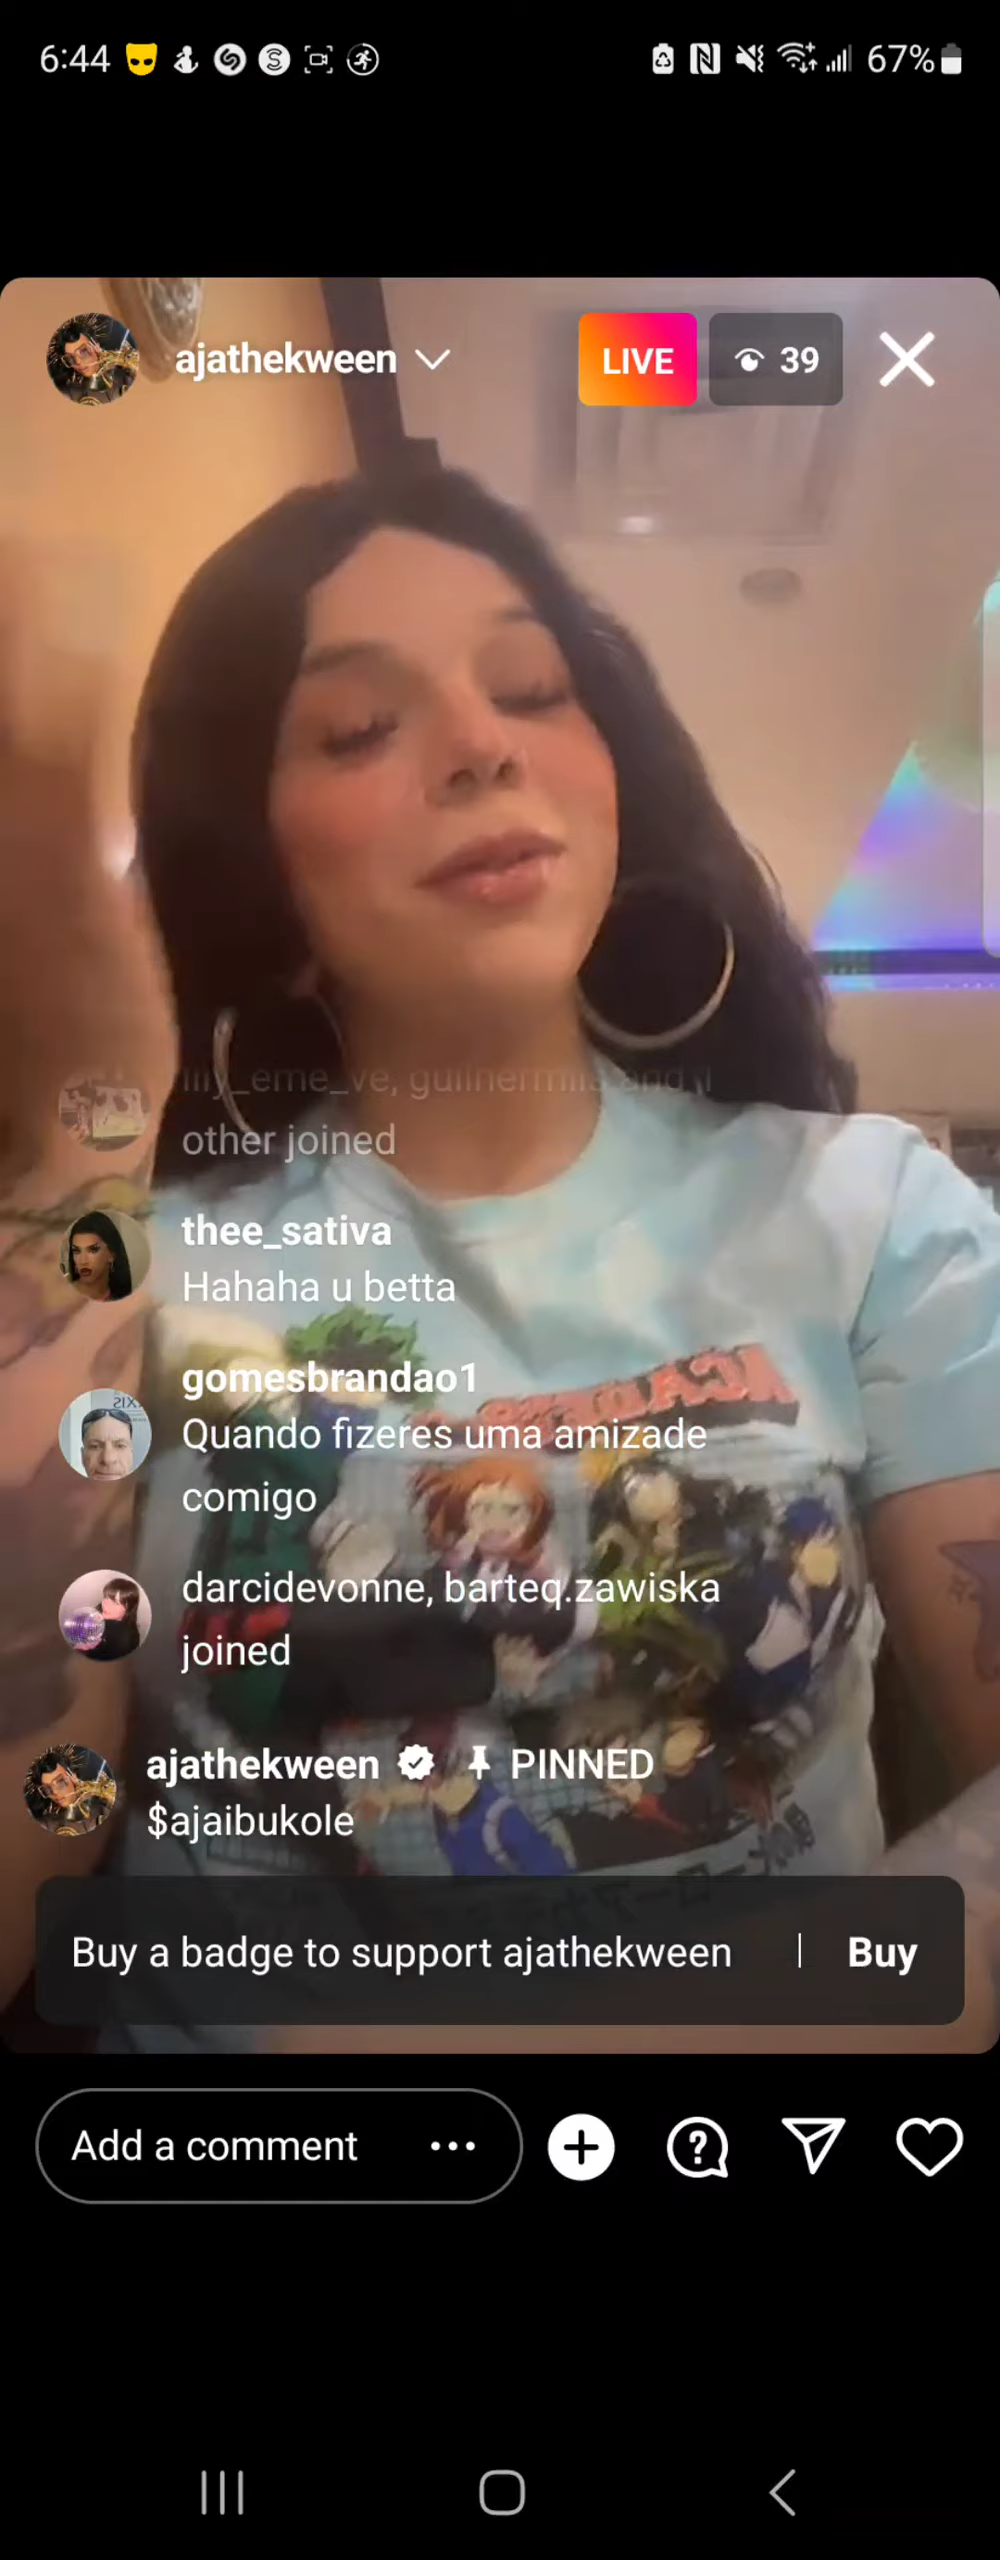 6:44
67%
ajathekween
LIVE
39
other joined
thee_sativa
Hahaha u betta
gomesbrandao1
Quando fizeres uma amizade
comigo
darcidevonne, barteq.zawiska
joined
ajathekween PINNED
$ajaibukole
Buy a badge to support ajathekween | Buy
Add a comment